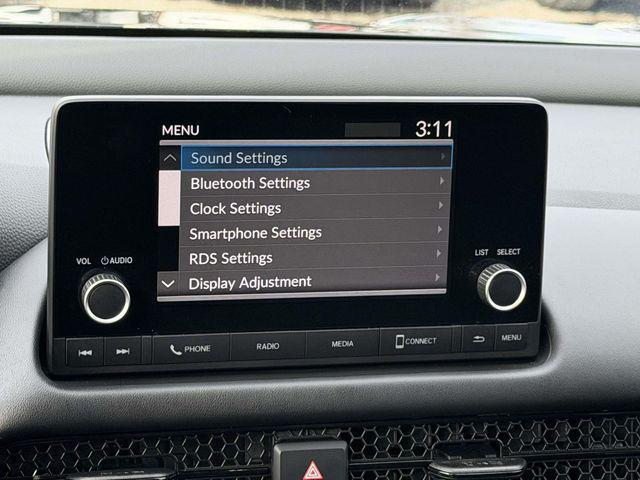 MENU 3:11
Sound Settings
Bluetooth Settings
Clock Settings
Smartphone Settings
RDS Settings
Display Adjustment
VOL AUDIO
LIST SELECT
PHONE RADIO MEDIA CONNECT MENU